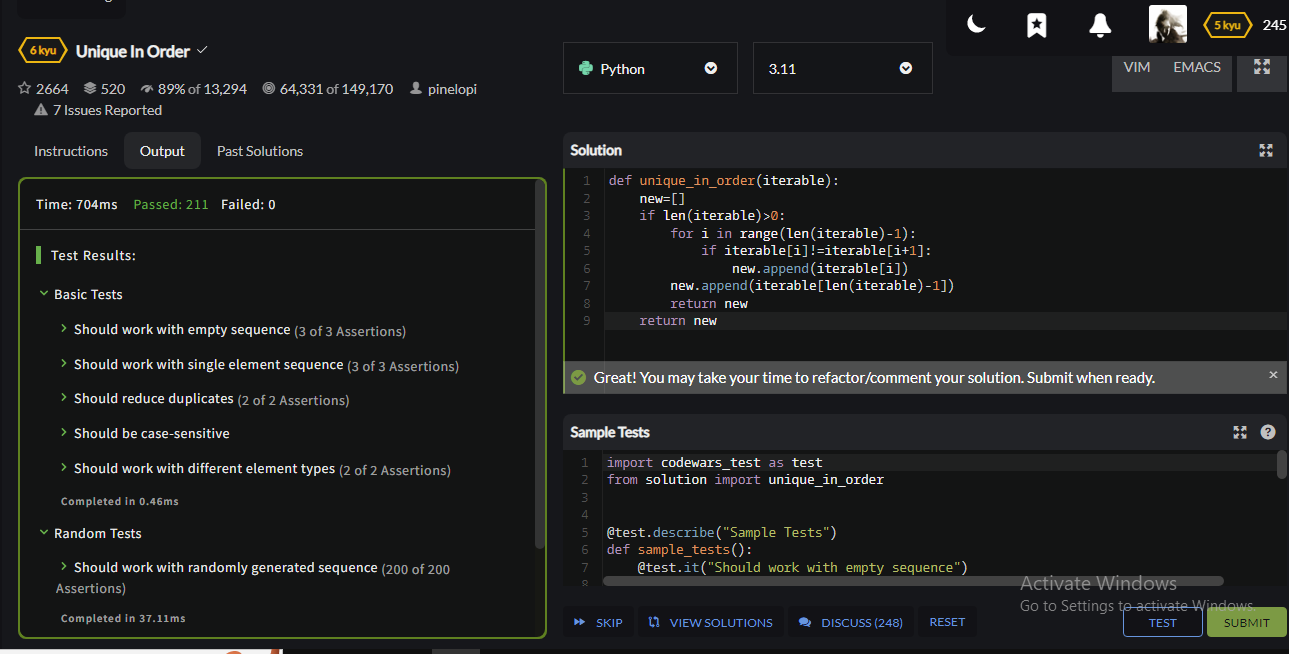 5 kyu 245
6 kyu Unique In Order
2664 520 89% of 13,294 64,331 of 149,170 pinelopi
7 Issues Reported
Python
3.11
VIM EMACS
Instructions Output Past Solutions
Time: 704ms Passed: 211 Failed: 0
Test Results:
Basic Tests
Should work with empty sequence (3 of 3 Assertions)
Should work with single element sequence (3 of 3 Assertions)
Should reduce duplicates (2 of 2 Assertions)
Should be case-sensitive
Should work with different element types (2 of 2 Assertions)
Completed in 0.46ms
Random Tests
Should work with randomly generated sequence (200 of 200
Assertions)
Completed in 37.11ms
Solution
1 def unique_in_order(iterable):
2 new=[]
3 if len(iterable)>0:
4 for i in range(len(iterable)-1):
5 if iterable[i]!=iterable[i+1]:
6 new.append(iterable[i])
7 new.append(iterable[len(iterable)-1])
8 return new
9 return new
Great! You may take your time to refactor/comment your solution. Submit when ready.
Sample Tests
1 import codewars_test as test
2 from solution import unique_in_order
3
4
5 @test.describe("Sample Tests")
6 def sample_tests():
7 @test.it("Should work with empty sequence")
8
Activate Windows
Go to Settings to activate Windows.
SKIP VIEW SOLUTIONS DISCUSS (248) RESET TEST SUBMIT